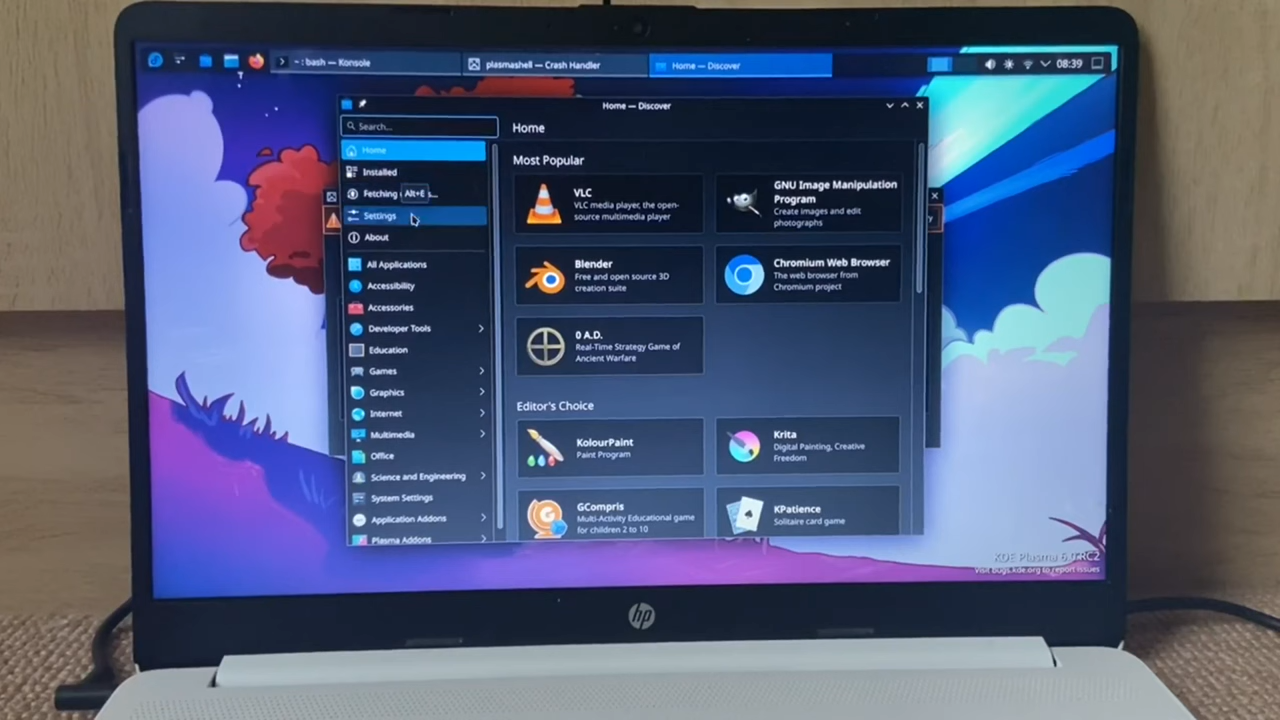 ~ : bash — Konsole
plasmashell — Crash Handler
Home — Discover
08:39
Home — Discover
Search...
Home
Home
Installed
Fetching
Alt+E
Settings
About
All Applications
Accessibility
Accessories
Developer Tools
Education
Games
Graphics
Internet
Multimedia
Office
Science and Engineering
System Settings
Application Addons
Plasma Addons
Most Popular
VLC
VLC media player, the open-
source multimedia player
GNU Image Manipulation
Program
Create images and edit
photographs
Blender
Free and open source 3D
creation suite
Chromium Web Browser
The web browser from
Chromium project
0 A.D.
Real-Time Strategy Game of
Ancient Warfare
Editor's Choice
KolourPaint
Paint Program
Krita
Digital Painting, Creative
Freedom
GCompris
Multi-Activity Educational game
for children 2 to 10
KPatience
Solitaire card game
KDE Plasma 6.0 RC2
Visit bugs.kde.org to report issues
hp